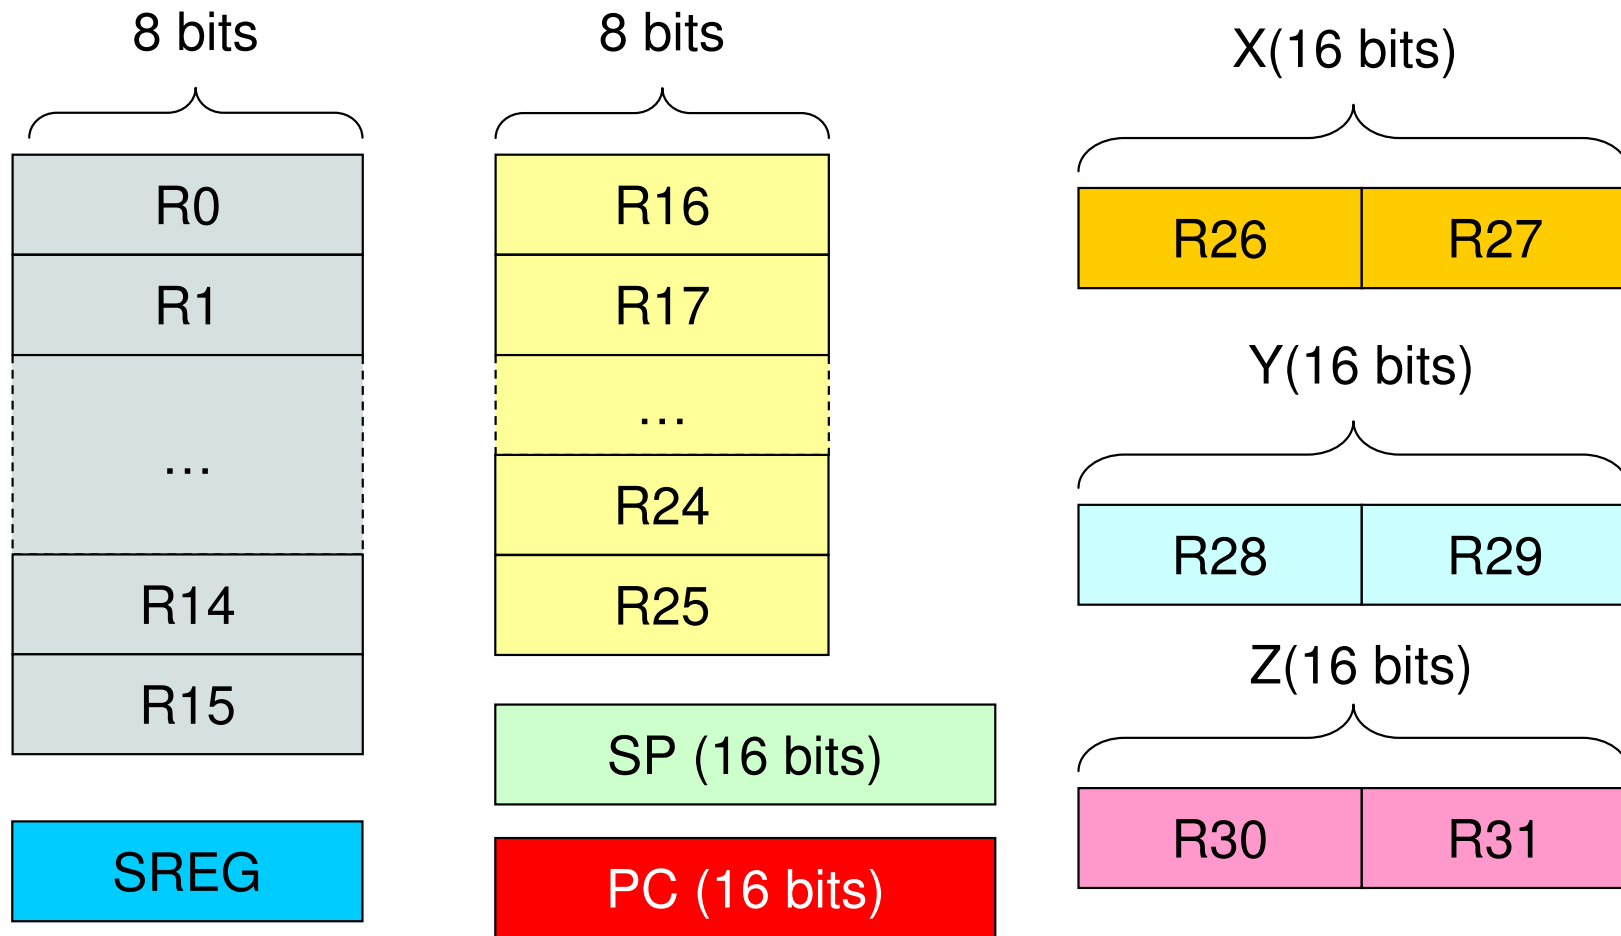 8 bits
R0
R1
...
R14
R15
SREG
8 bits
R16
R17
...
R24
R25
SP (16 bits)
PC (16 bits)
X(16 bits)
R26 R27
Y(16 bits)
R28 R29
Z(16 bits)
R30 R31